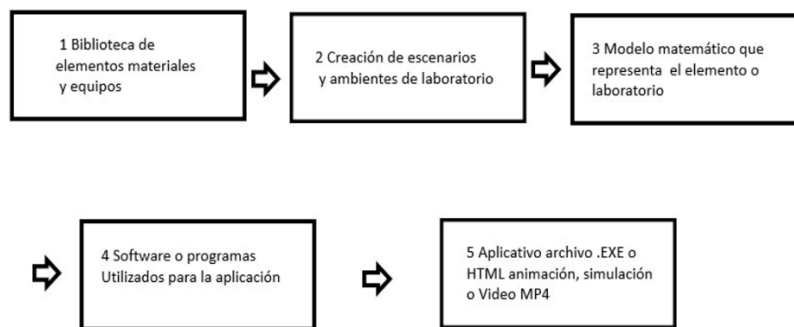 1 Biblioteca de
elementos materiales
y equipos
2 Creación de escenarios
y ambientes de laboratorio
3 Modelo matemático que
representa el elemento o
laboratorio
4 Software o programas
Utilizados para la aplicación
5 Aplicativo archivo .EXE o
HTML animación, simulación
o Video MP4